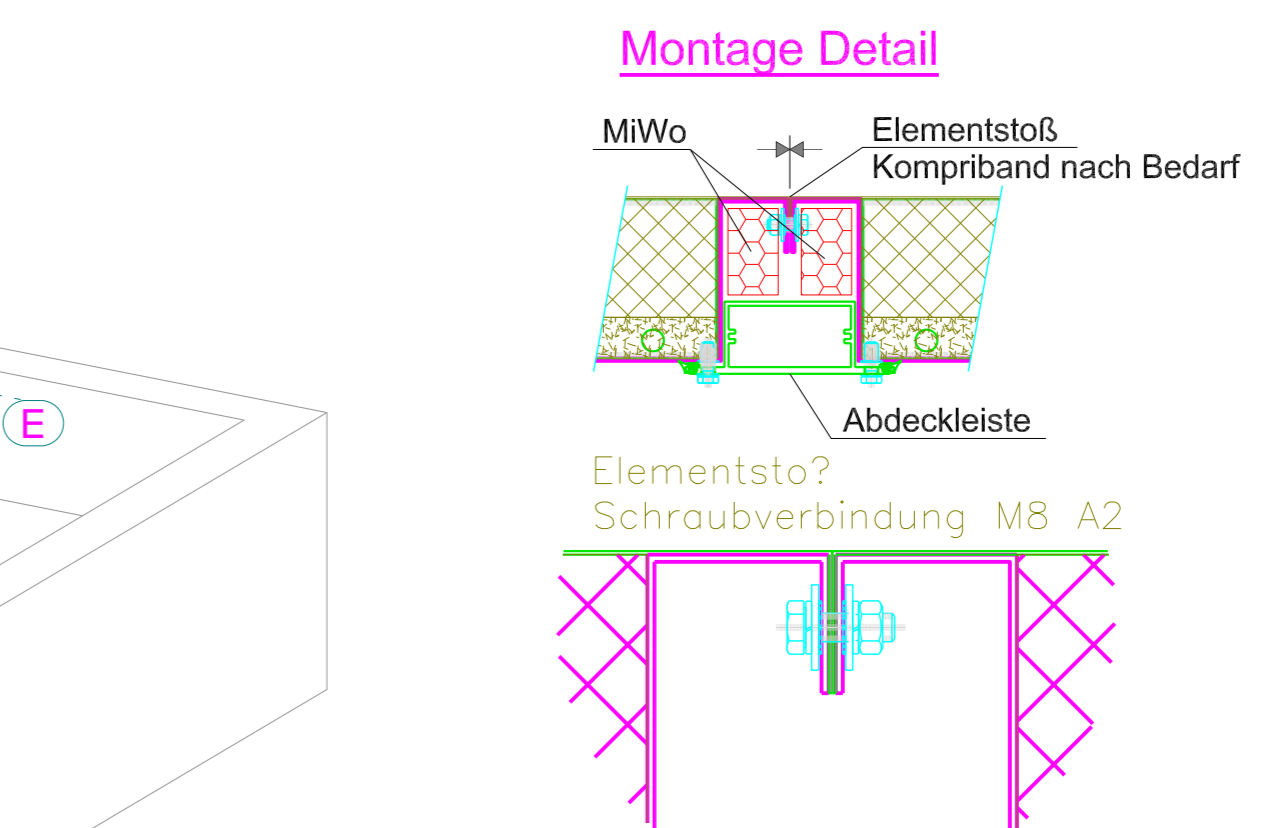 Montage Detail
MiWo
Elementstoß
Kompriband nach Bedarf
E
Abdeckleiste
Elementsto?
Schraubverbindung M8 A2